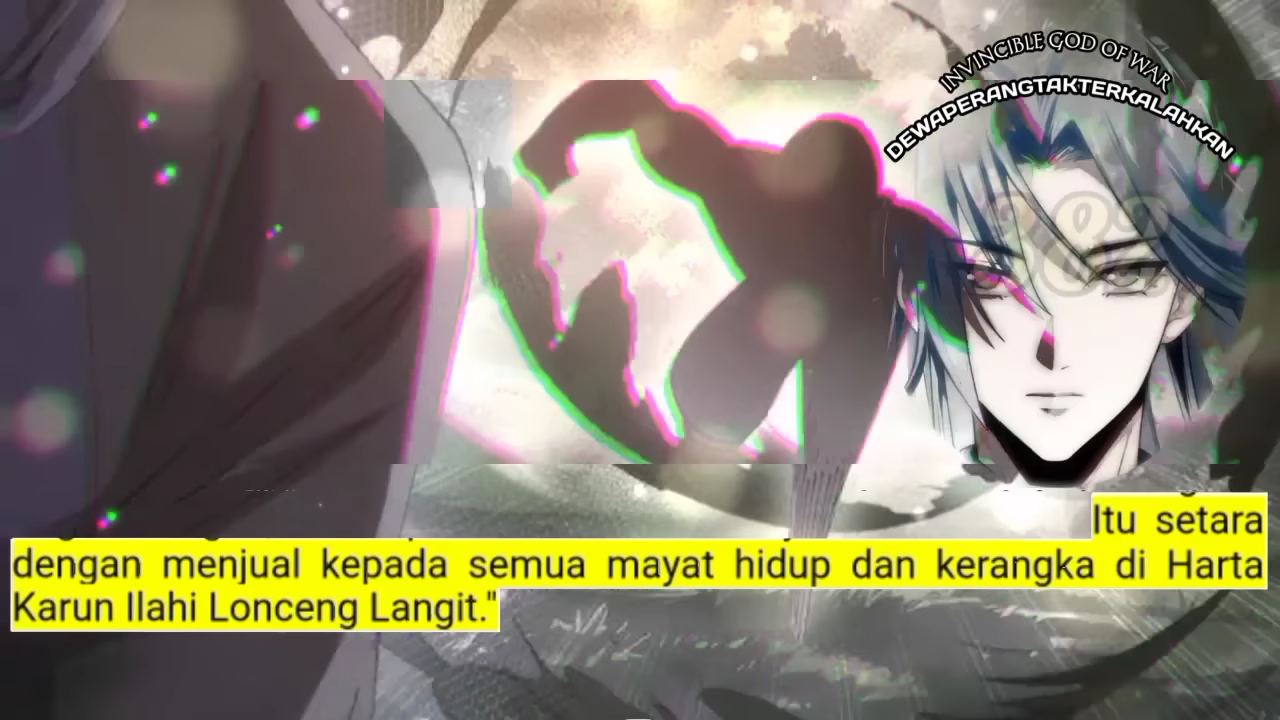 INVINCIBLE GOD OF WAR
DEWAPERANGTAKTERKALAHKAN
Itu setara
dengan menjual kepada semua mayat hidup dan kerangka di Harta
Karun Ilahi Lonceng Langit."